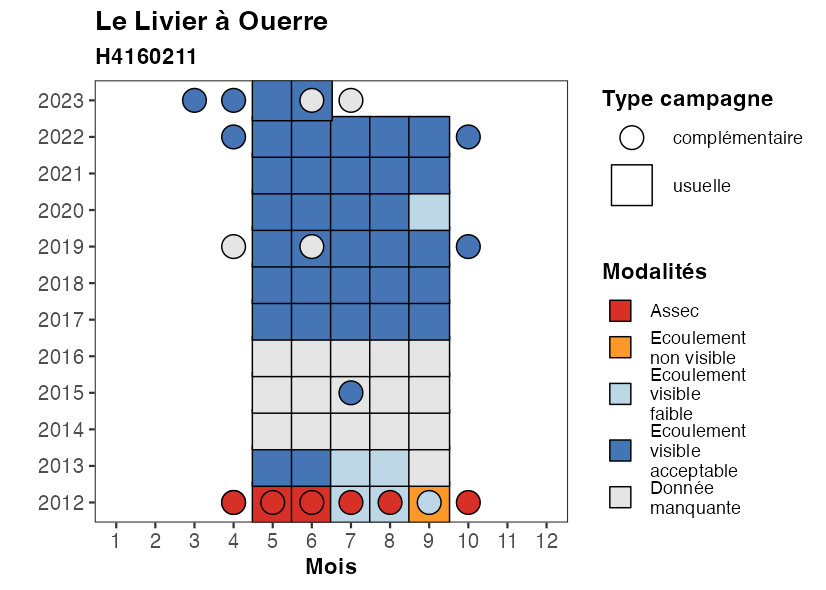 Le Livier à Ouerre
H4160211
2023
2022
2021
2020
2019
2018
2017
2016
2015
2014
2013
2012
1 2 3 4 5 6 7 8 9 10 11 12
Mois
Type campagne
complémentaire
usuelle
Modalités
Assec
Ecoulement
non visible
Ecoulement
visible
faible
Ecoulement
visible
acceptable
Donnée
manquante